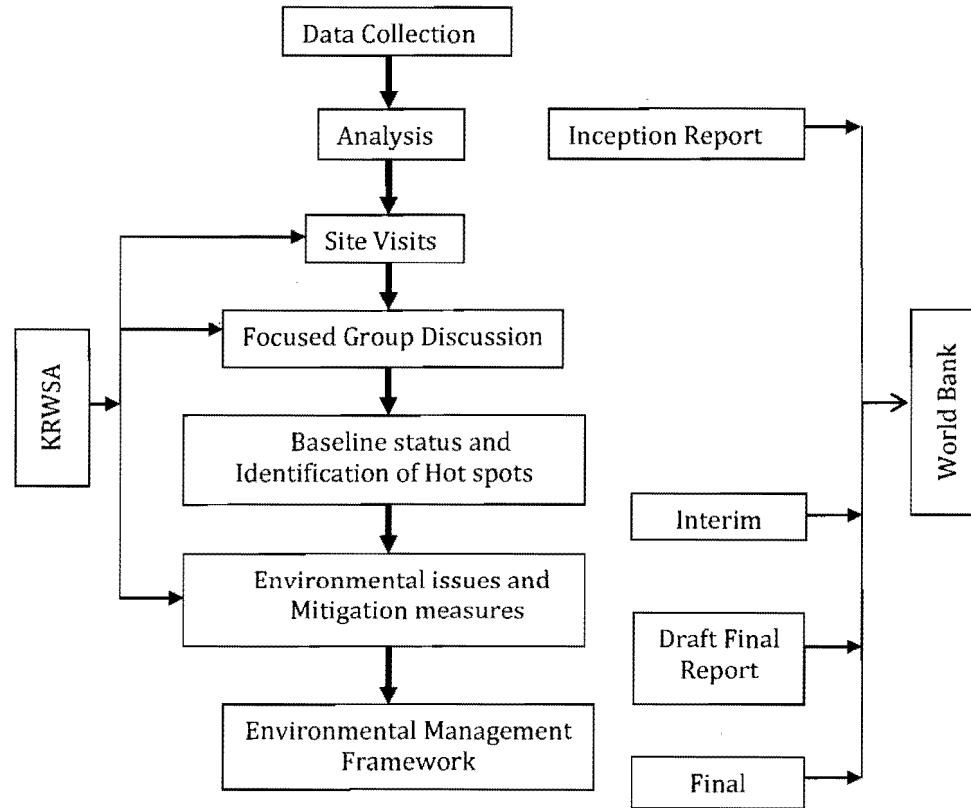 Data Collection
Analysis
Inception Report
Site Visits
Focused Group Discussion
KRWSA
World Bank
Baseline status and
Identification of Hot spots
Interim
Environmental issues and
Mitigation measures
Draft Final
Report
Environmental Management
Framework
Final